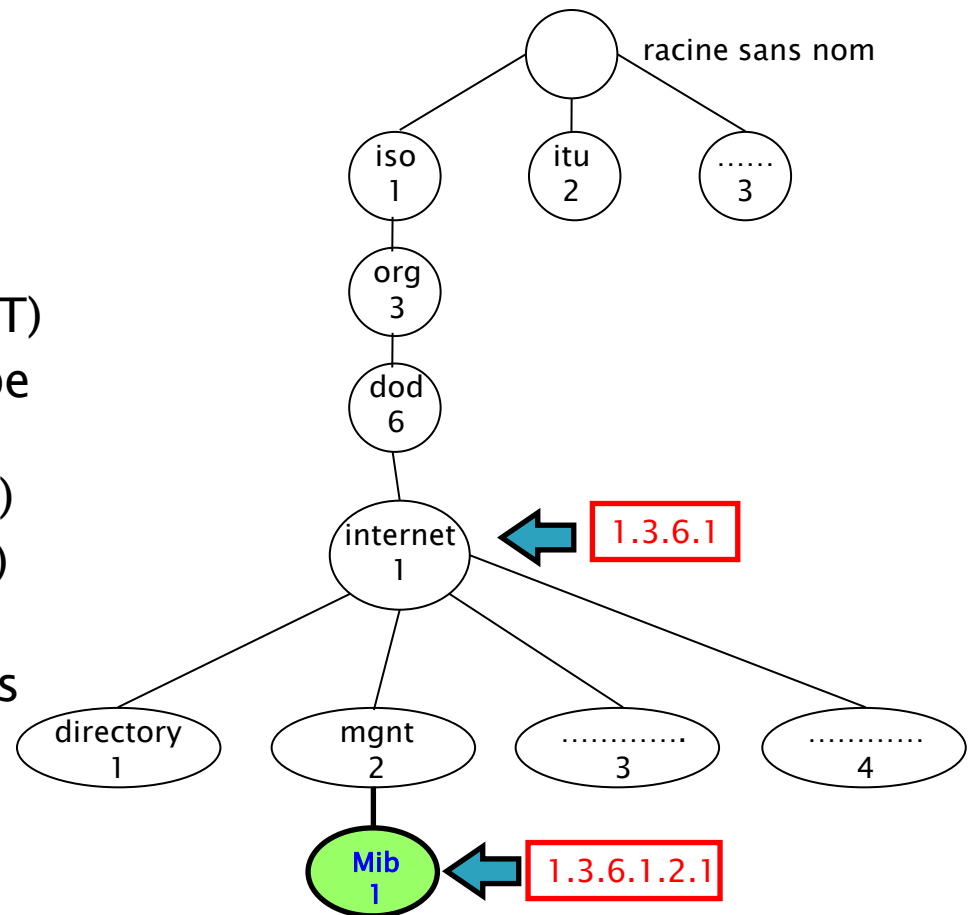 racine sans nom
iso
1
itu
2
......
3
org
3
T)
dod
6
)
)
internet
1
1.3.6.1
s
directory
1
mgnt
2
.............
3
............
4
Mib
1
1.3.6.1.2.1